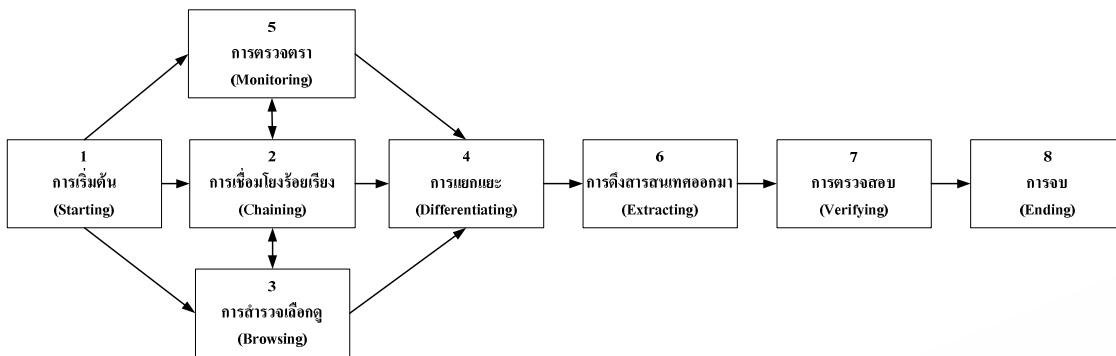 5
การตรวจตรา
(Monitoring)
1
การเริ่มต้น
(Starting)
2
การเชื่อมโยงร้อยเรียง
(Chaining)
4
การแยกแยะ
(Differentiating)
6
การดึงสารสนเทศออกมา
(Extracting)
7
การตรวจสอบ
(Verifying)
8
การจบ
(Ending)
3
การสำรวจเลือกดู
(Browsing)